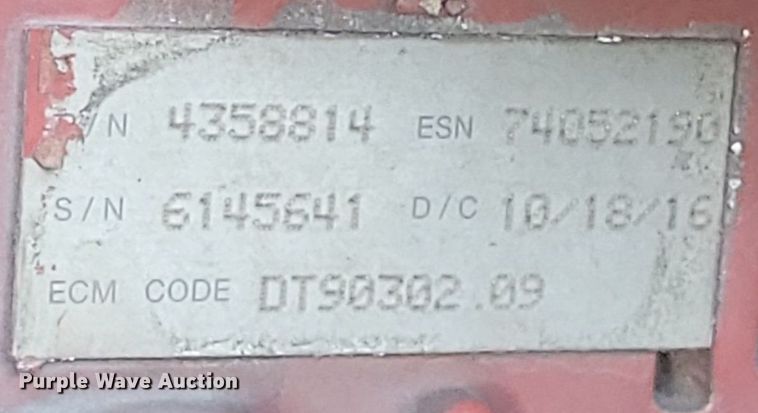 P/N 4358814 ESN 74052190
S/N 6145641 D/C 10/18/16
ECM CODE DT90302.09
Purple Wave Auction